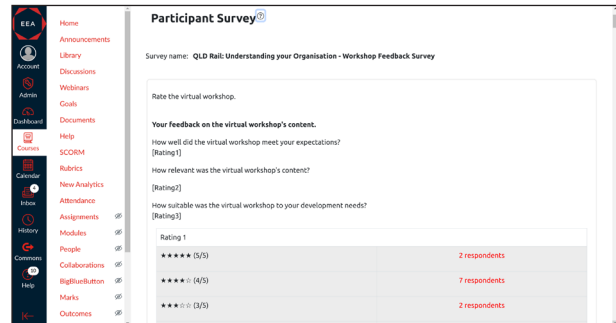 EEA
Account
Admin
Dashboard
Courses
Calendar
4
Inbox
History
Commons
10
Help
Home
Announcements
Library
Discussions
Webinars
Goals
Documents
Help
SCORM
Rubrics
New Analytics
Attendance
Assignments
Modules
People
Collaborations
BigBlueButton
Marks
Outcomes
Participant Survey
Survey name: QLD Rail: Understanding your Organisation - Workshop Feedback Survey
Rate the virtual workshop.
Your feedback on the virtual workshop's content.
How well did the virtual workshop meet your expectations?
[Rating1]
How relevant was the virtual workshop's content?
[Rating2]
How suitable was the virtual workshop to your development needs?
[Rating3]
Rating 1
★★★★★ (5/5) 2 respondents
★★★★☆ (4/5) 7 respondents
★★★☆☆ (3/5) 2 respondents